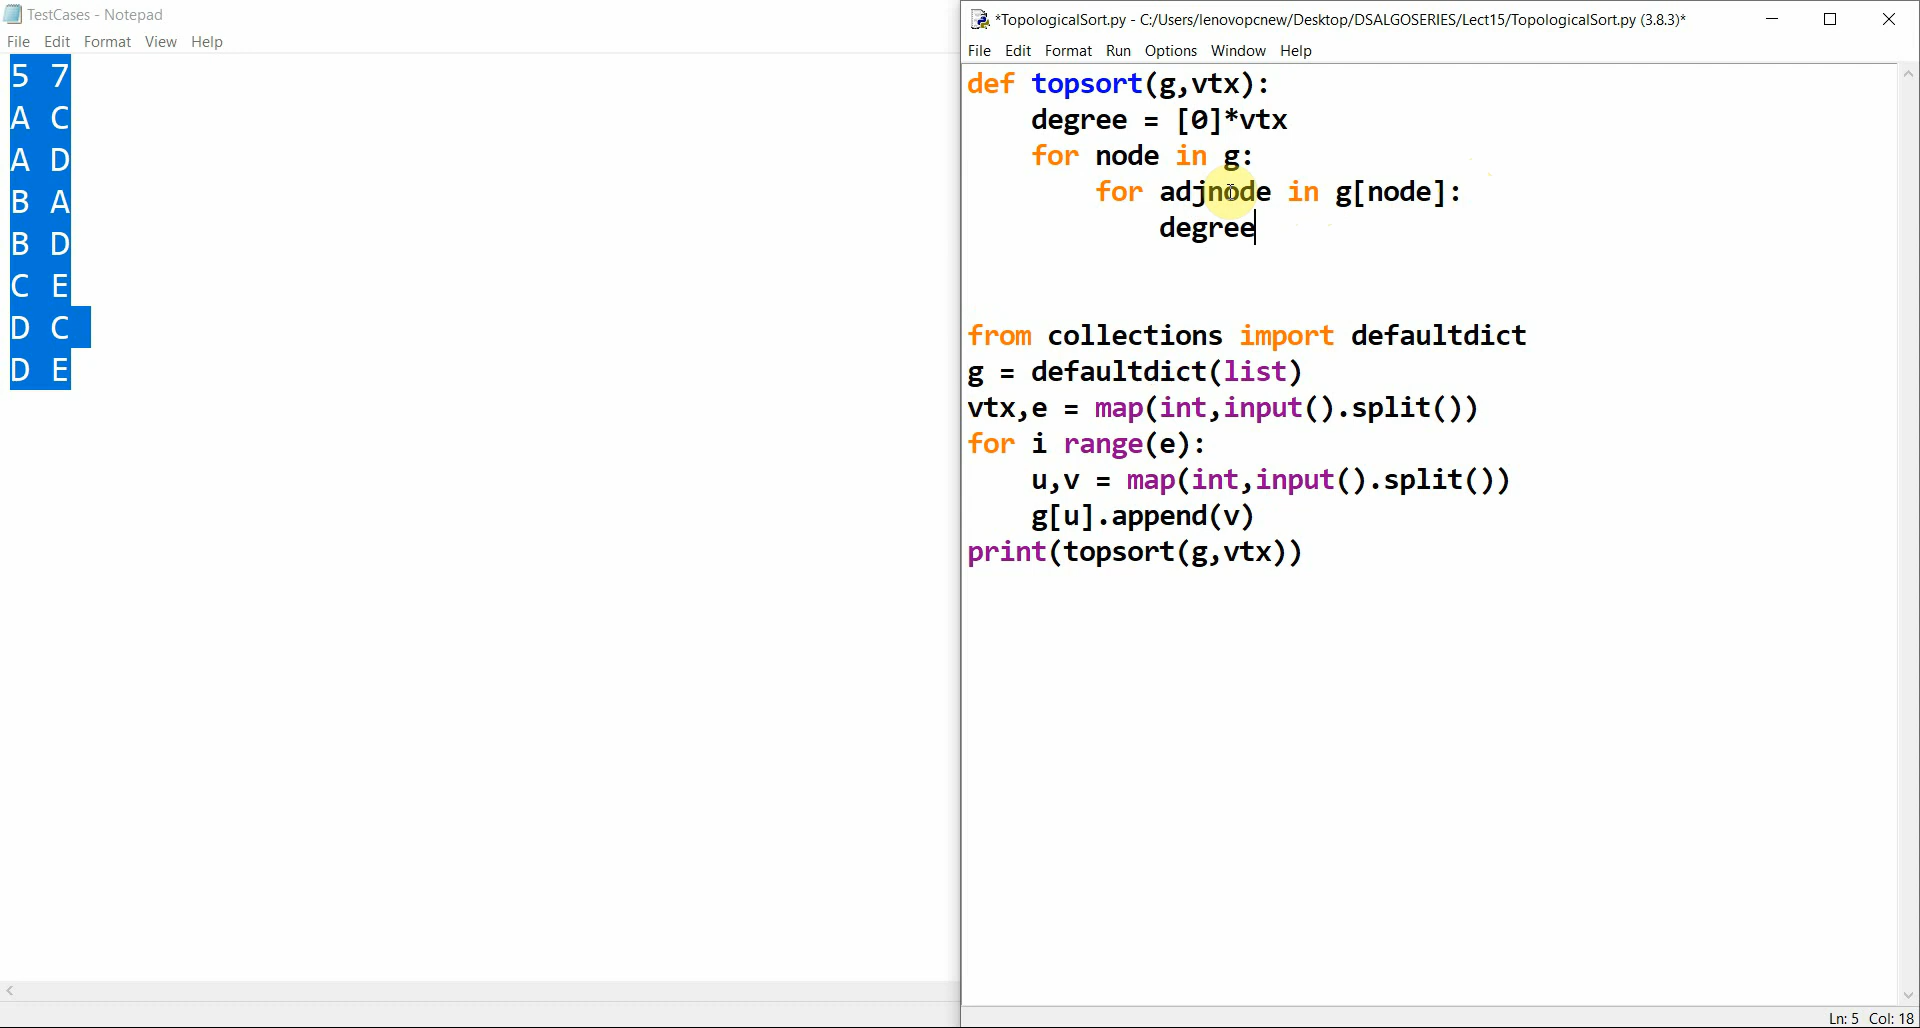 TestCases - Notepad
File Edit Format View Help
5 7
A C
A D
B A
B D
C E
D C
D E
*TopologicalSort.py - C:/Users/lenovopcnew/Desktop/DSALGOSERIES/Lect15/TopologicalSort.py (3.8.3)*
File Edit Format Run Options Window Help
def topsort(g,vtx):
    degree = [0]*vtx
    for node in g:
        for adjnode in g[node]:
            degree
from collections import defaultdict
g = defaultdict(list)
vtx,e = map(int,input().split())
for i range(e):
    u,v = map(int,input().split())
    g[u].append(v)
print(topsort(g,vtx))
Ln: 5 Col: 18